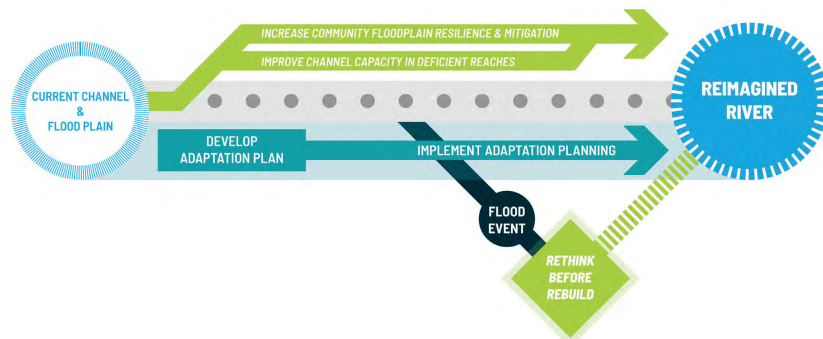 INCREASE COMMUNITY FLOODPLAIN RESILIENCE & MITIGATION
IMPROVE CHANNEL CAPACITY IN DEFICIENT REACHES
CURRENT CHANNEL
&
FLOOD PLAIN
REIMAGINED
RIVER
DEVELOP
ADAPTATION PLAN
IMPLEMENT ADAPTATION PLANNING
FLOOD
EVENT
RETHINK
BEFORE
REBUILD